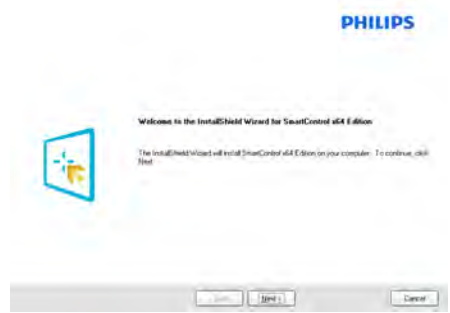 PHILIPS
Welcome to the InstallShield Wizard for SmartControl x64 Edition
The InstallShield Wizard will install SmartControl x64 Edition on your computer. To continue, click
Next
Next >
Cancel